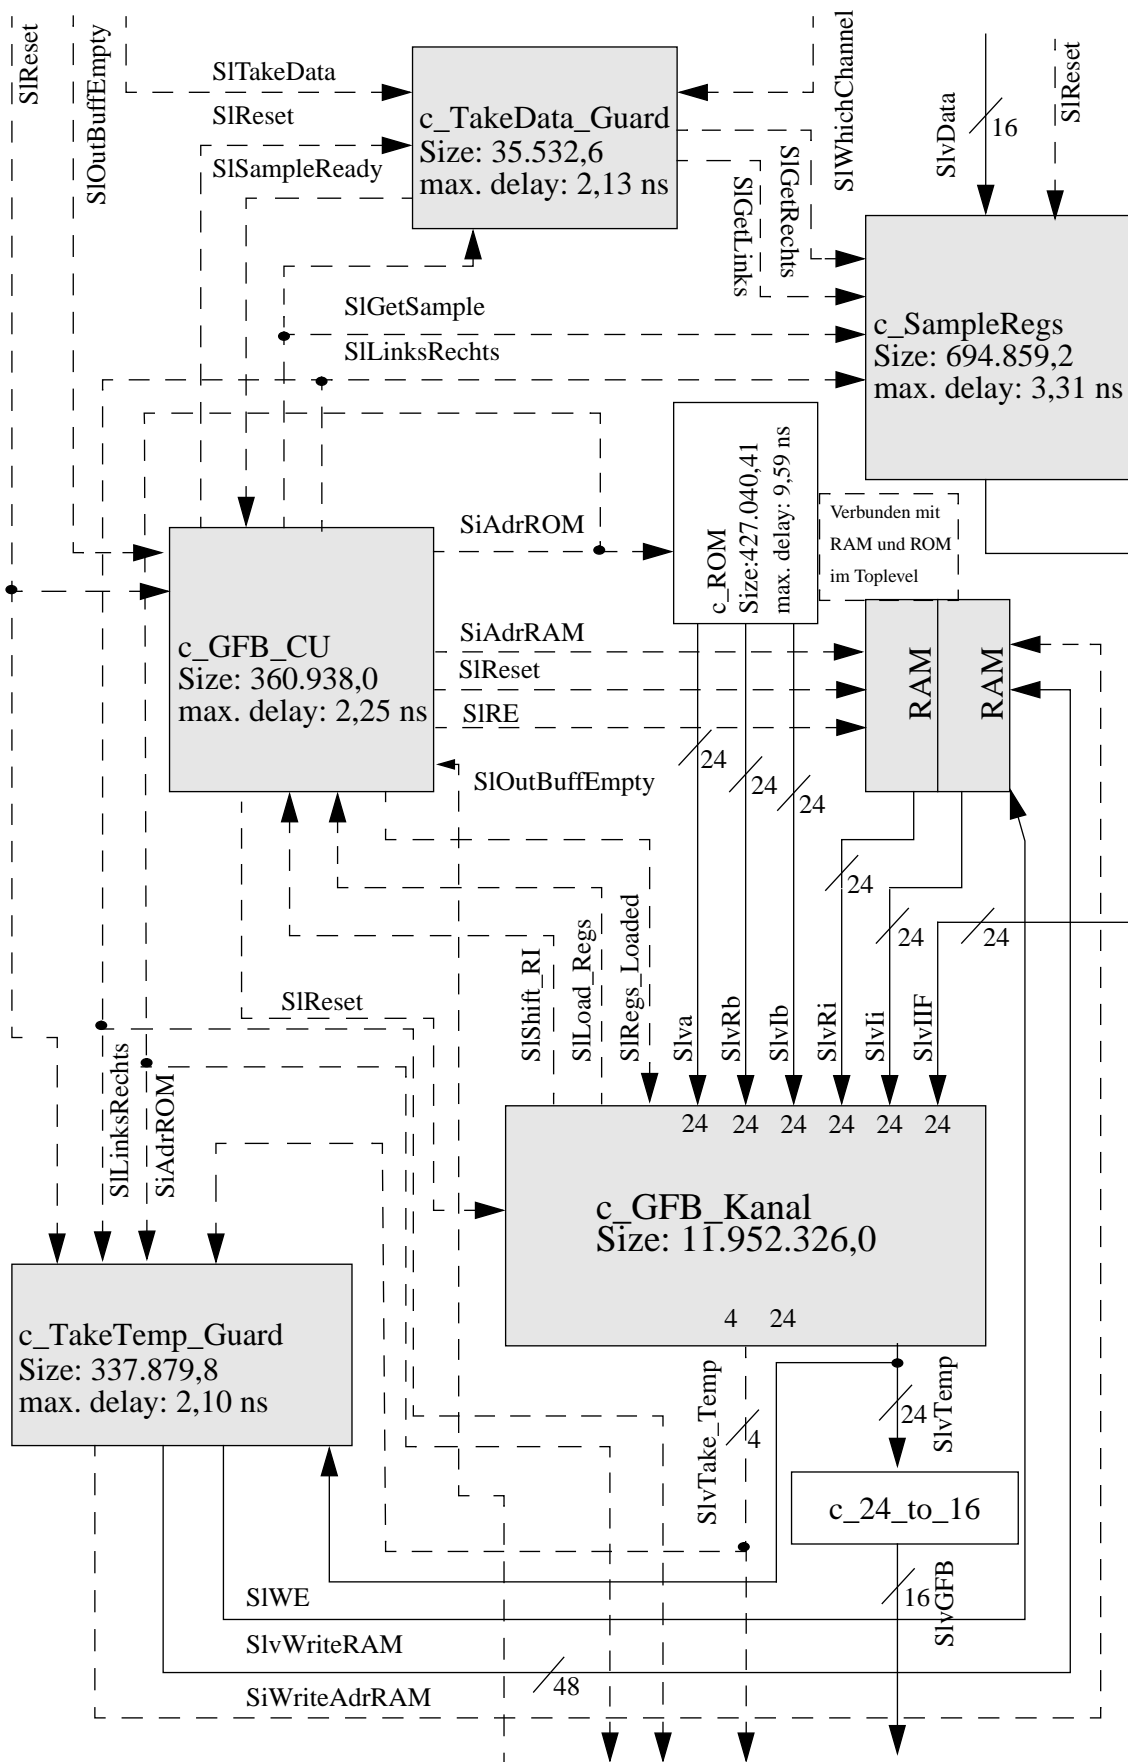 SlReset
SlOutBuffEmpty
SlTakeData
SlReset
SlSampleReady
c_TakeData_Guard
Size: 35.532,6
max. delay: 2,13 ns
SlWhichChannel
SlvData
16
SlReset
SlGetRechts
SlGetLinks
SlGetSample
SlLinksRechts
c_SampleRegs
Size: 694.859,2
max. delay: 3,31 ns
SiAdrROM
c_ROM
Size:427.040,41
max. delay: 9,59 ns
Verbunden mit
RAM und ROM
im Toplevel
c_GFB_CU
Size: 360.938,0
max. delay: 2,25 ns
SiAdrRAM
SlReset
SlRE
RAM
RAM
SlOutBuffEmpty
24
24
24
24
24
24
SlReset
SlShift_RI
SlLoad_Regs
SlRegs_Loaded
Slva
SlvRb
SlvIb
SlvRi
SlvIi
SlvIIF
SlLinksRechts
SiAdrROM
24
24
24
24
24
24
c_GFB_Kanal
Size: 11.952.326,0
4
24
c_TakeTemp_Guard
Size: 337.879,8
max. delay: 2,10 ns
SlvTake_Temp
4
24
SlvTemp
c_24_to_16
16
SlvGFB
SlWE
SlvWriteRAM
48
SiWriteAdrRAM